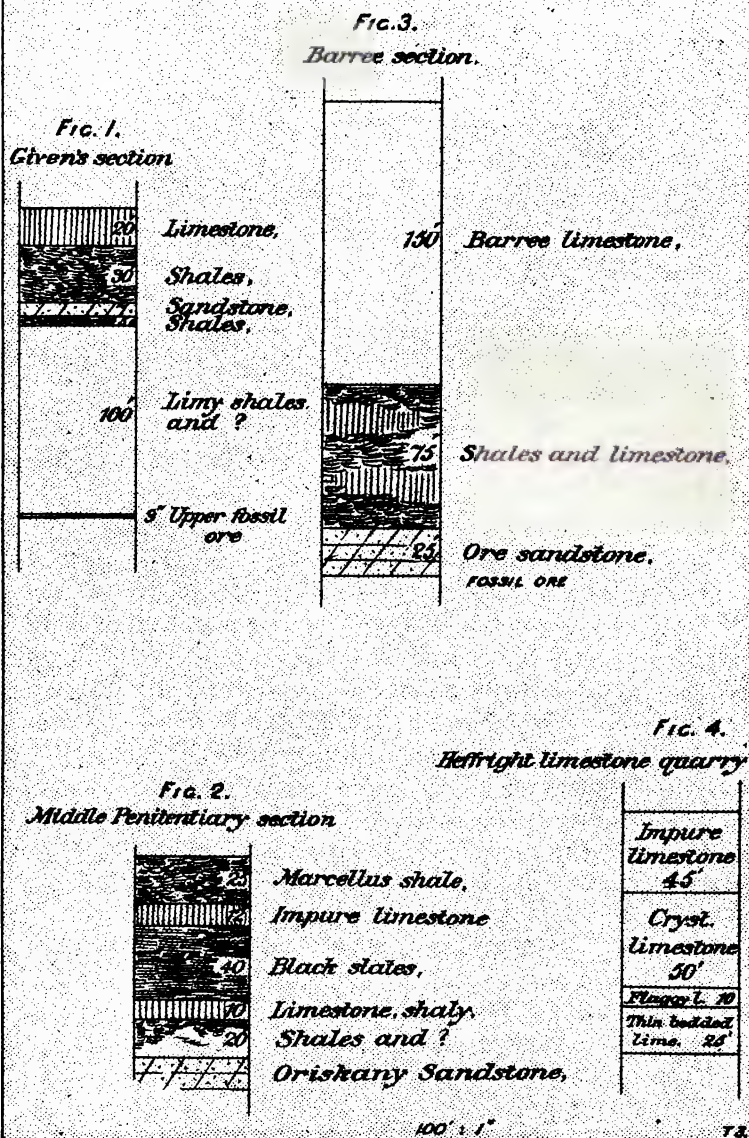 FIG. 1.
Given's section
20'
Limestone,
30'
Shales,
Sandstone,
Shales,
100'
Limy shales
and ?
Upper fossil
ore
FIG. 3.
Barree section.
150'
Barree limestone,
75'
Shales and limestone,
25'
Ore sandstone,
FOSSIL ORE
FIG. 2.
Middle Penitentiary section
25'
Marcellus shale,
Impure limestone
40
Black slates,
10'
Limestone, shaly,
20'
Shales and ?
Oriskany Sandstone,
FIG. 4.
Heffright limestone quarry
Impure
limestone
45'
Cryst.
limestone
50'
Flaggy l. 10
Thin bedded
lime. 25'
100' : 1"